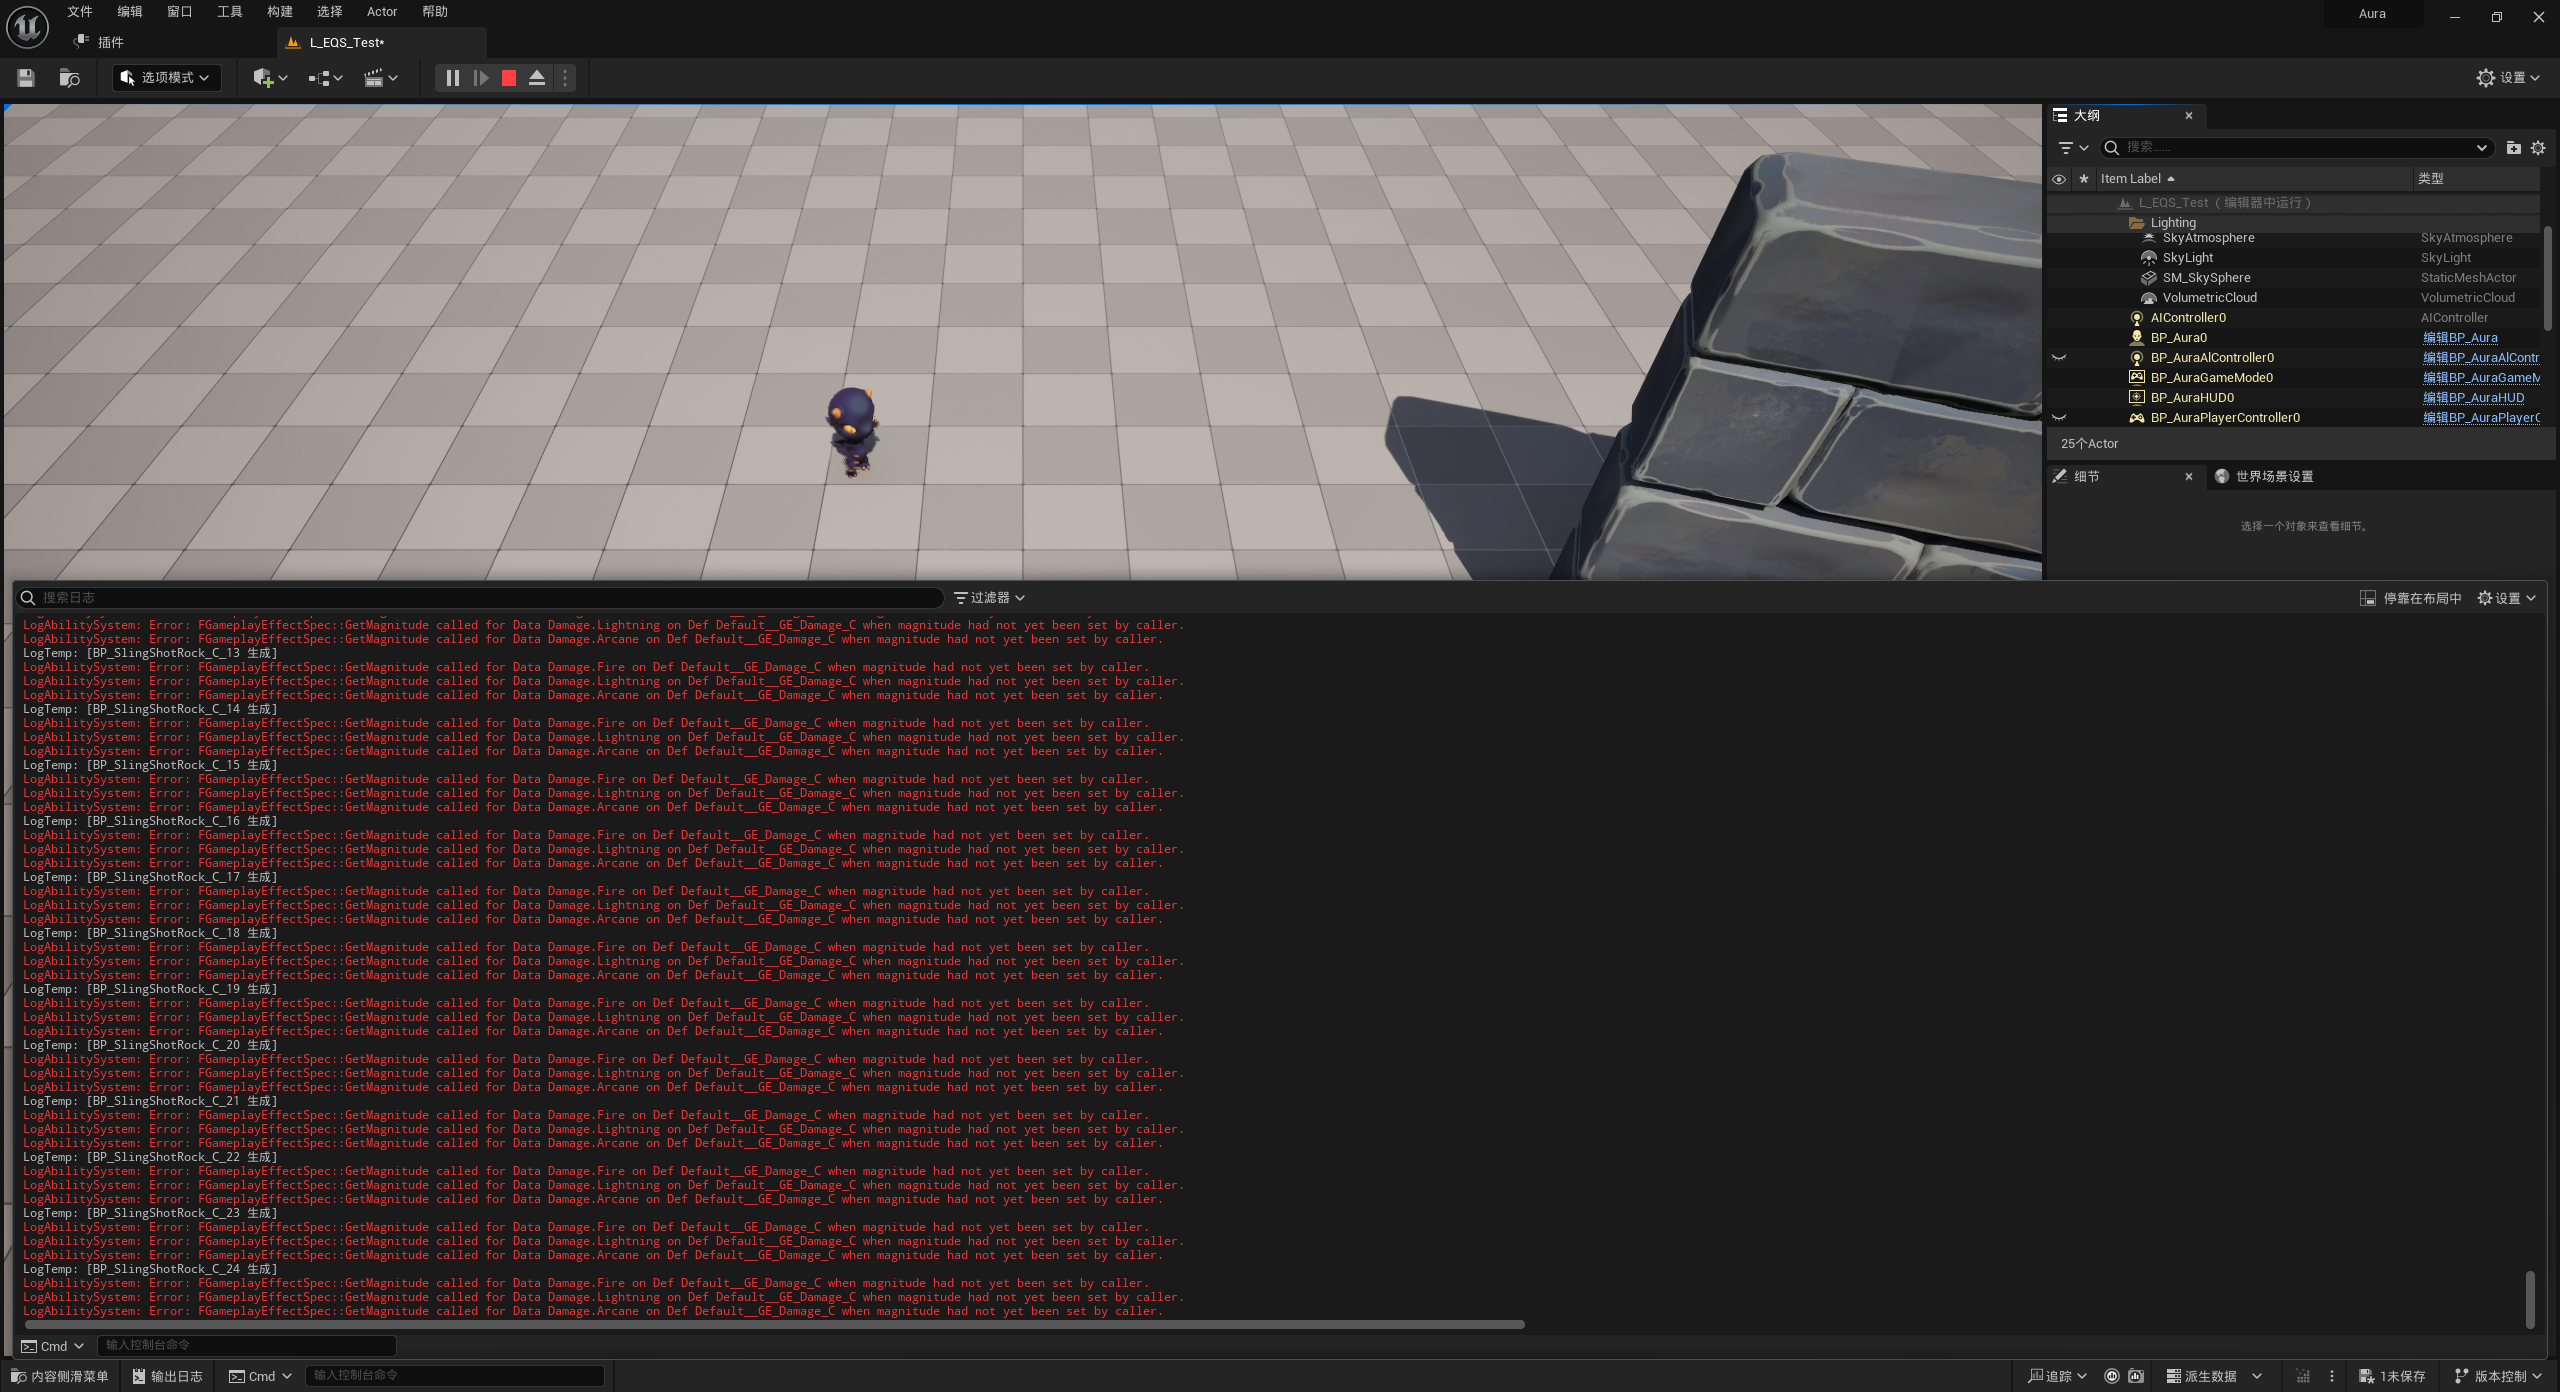 文件 编辑 窗口 工具 构建 选择 Actor 帮助 Aura
插件 L_EQS_Test*
选项模式 设置
大纲
搜索……
Item Label 类型
L_EQS_Test（编辑器中运行）
Lighting
SkyAtmosphere SkyAtmosphere
SkyLight SkyLight
SM_SkySphere StaticMeshActor
VolumetricCloud VolumetricCloud
AIController0 AIController
BP_Aura0 编辑BP_Aura
BP_AuraAIController0 编辑BP_AuraAIContr
BP_AuraGameMode0 编辑BP_AuraGameM
BP_AuraHUD0 编辑BP_AuraHUD
BP_AuraPlayerController0 编辑BP_AuraPlayerC
25个Actor
细节 世界场景设置
选择一个对象来查看细节。
搜索日志 过滤器 停靠在布局中 设置
LogAbilitySystem: Error: FGameplayEffectSpec::GetMagnitude called for Data Damage.Lightning on Def Default__GE_Damage_C when magnitude had not yet been set by caller.
LogAbilitySystem: Error: FGameplayEffectSpec::GetMagnitude called for Data Damage.Arcane on Def Default__GE_Damage_C when magnitude had not yet been set by caller.
LogTemp: [BP_SlingShotRock_C_13 生成]
LogAbilitySystem: Error: FGameplayEffectSpec::GetMagnitude called for Data Damage.Fire on Def Default__GE_Damage_C when magnitude had not yet been set by caller.
LogAbilitySystem: Error: FGameplayEffectSpec::GetMagnitude called for Data Damage.Lightning on Def Default__GE_Damage_C when magnitude had not yet been set by caller.
LogAbilitySystem: Error: FGameplayEffectSpec::GetMagnitude called for Data Damage.Arcane on Def Default__GE_Damage_C when magnitude had not yet been set by caller.
LogTemp: [BP_SlingShotRock_C_14 生成]
LogAbilitySystem: Error: FGameplayEffectSpec::GetMagnitude called for Data Damage.Fire on Def Default__GE_Damage_C when magnitude had not yet been set by caller.
LogAbilitySystem: Error: FGameplayEffectSpec::GetMagnitude called for Data Damage.Lightning on Def Default__GE_Damage_C when magnitude had not yet been set by caller.
LogAbilitySystem: Error: FGameplayEffectSpec::GetMagnitude called for Data Damage.Arcane on Def Default__GE_Damage_C when magnitude had not yet been set by caller.
LogTemp: [BP_SlingShotRock_C_15 生成]
LogAbilitySystem: Error: FGameplayEffectSpec::GetMagnitude called for Data Damage.Fire on Def Default__GE_Damage_C when magnitude had not yet been set by caller.
LogAbilitySystem: Error: FGameplayEffectSpec::GetMagnitude called for Data Damage.Lightning on Def Default__GE_Damage_C when magnitude had not yet been set by caller.
LogAbilitySystem: Error: FGameplayEffectSpec::GetMagnitude called for Data Damage.Arcane on Def Default__GE_Damage_C when magnitude had not yet been set by caller.
LogTemp: [BP_SlingShotRock_C_16 生成]
LogAbilitySystem: Error: FGameplayEffectSpec::GetMagnitude called for Data Damage.Fire on Def Default__GE_Damage_C when magnitude had not yet been set by caller.
LogAbilitySystem: Error: FGameplayEffectSpec::GetMagnitude called for Data Damage.Lightning on Def Default__GE_Damage_C when magnitude had not yet been set by caller.
LogAbilitySystem: Error: FGameplayEffectSpec::GetMagnitude called for Data Damage.Arcane on Def Default__GE_Damage_C when magnitude had not yet been set by caller.
LogTemp: [BP_SlingShotRock_C_17 生成]
LogAbilitySystem: Error: FGameplayEffectSpec::GetMagnitude called for Data Damage.Fire on Def Default__GE_Damage_C when magnitude had not yet been set by caller.
LogAbilitySystem: Error: FGameplayEffectSpec::GetMagnitude called for Data Damage.Lightning on Def Default__GE_Damage_C when magnitude had not yet been set by caller.
LogAbilitySystem: Error: FGameplayEffectSpec::GetMagnitude called for Data Damage.Arcane on Def Default__GE_Damage_C when magnitude had not yet been set by caller.
LogTemp: [BP_SlingShotRock_C_18 生成]
LogAbilitySystem: Error: FGameplayEffectSpec::GetMagnitude called for Data Damage.Fire on Def Default__GE_Damage_C when magnitude had not yet been set by caller.
LogAbilitySystem: Error: FGameplayEffectSpec::GetMagnitude called for Data Damage.Lightning on Def Default__GE_Damage_C when magnitude had not yet been set by caller.
LogAbilitySystem: Error: FGameplayEffectSpec::GetMagnitude called for Data Damage.Arcane on Def Default__GE_Damage_C when magnitude had not yet been set by caller.
LogTemp: [BP_SlingShotRock_C_19 生成]
LogAbilitySystem: Error: FGameplayEffectSpec::GetMagnitude called for Data Damage.Fire on Def Default__GE_Damage_C when magnitude had not yet been set by caller.
LogAbilitySystem: Error: FGameplayEffectSpec::GetMagnitude called for Data Damage.Lightning on Def Default__GE_Damage_C when magnitude had not yet been set by caller.
LogAbilitySystem: Error: FGameplayEffectSpec::GetMagnitude called for Data Damage.Arcane on Def Default__GE_Damage_C when magnitude had not yet been set by caller.
LogTemp: [BP_SlingShotRock_C_20 生成]
LogAbilitySystem: Error: FGameplayEffectSpec::GetMagnitude called for Data Damage.Fire on Def Default__GE_Damage_C when magnitude had not yet been set by caller.
LogAbilitySystem: Error: FGameplayEffectSpec::GetMagnitude called for Data Damage.Lightning on Def Default__GE_Damage_C when magnitude had not yet been set by caller.
LogAbilitySystem: Error: FGameplayEffectSpec::GetMagnitude called for Data Damage.Arcane on Def Default__GE_Damage_C when magnitude had not yet been set by caller.
LogTemp: [BP_SlingShotRock_C_21 生成]
LogAbilitySystem: Error: FGameplayEffectSpec::GetMagnitude called for Data Damage.Fire on Def Default__GE_Damage_C when magnitude had not yet been set by caller.
LogAbilitySystem: Error: FGameplayEffectSpec::GetMagnitude called for Data Damage.Lightning on Def Default__GE_Damage_C when magnitude had not yet been set by caller.
LogAbilitySystem: Error: FGameplayEffectSpec::GetMagnitude called for Data Damage.Arcane on Def Default__GE_Damage_C when magnitude had not yet been set by caller.
LogTemp: [BP_SlingShotRock_C_22 生成]
LogAbilitySystem: Error: FGameplayEffectSpec::GetMagnitude called for Data Damage.Fire on Def Default__GE_Damage_C when magnitude had not yet been set by caller.
LogAbilitySystem: Error: FGameplayEffectSpec::GetMagnitude called for Data Damage.Lightning on Def Default__GE_Damage_C when magnitude had not yet been set by caller.
LogAbilitySystem: Error: FGameplayEffectSpec::GetMagnitude called for Data Damage.Arcane on Def Default__GE_Damage_C when magnitude had not yet been set by caller.
LogTemp: [BP_SlingShotRock_C_23 生成]
LogAbilitySystem: Error: FGameplayEffectSpec::GetMagnitude called for Data Damage.Fire on Def Default__GE_Damage_C when magnitude had not yet been set by caller.
LogAbilitySystem: Error: FGameplayEffectSpec::GetMagnitude called for Data Damage.Lightning on Def Default__GE_Damage_C when magnitude had not yet been set by caller.
LogAbilitySystem: Error: FGameplayEffectSpec::GetMagnitude called for Data Damage.Arcane on Def Default__GE_Damage_C when magnitude had not yet been set by caller.
LogTemp: [BP_SlingShotRock_C_24 生成]
LogAbilitySystem: Error: FGameplayEffectSpec::GetMagnitude called for Data Damage.Fire on Def Default__GE_Damage_C when magnitude had not yet been set by caller.
LogAbilitySystem: Error: FGameplayEffectSpec::GetMagnitude called for Data Damage.Lightning on Def Default__GE_Damage_C when magnitude had not yet been set by caller.
LogAbilitySystem: Error: FGameplayEffectSpec::GetMagnitude called for Data Damage.Arcane on Def Default__GE_Damage_C when magnitude had not yet been set by caller.
Cmd 输入控制台命令
内容侧滑菜单 输出日志 Cmd 输入控制台命令 追踪 派生数据 1未保存 版本控制